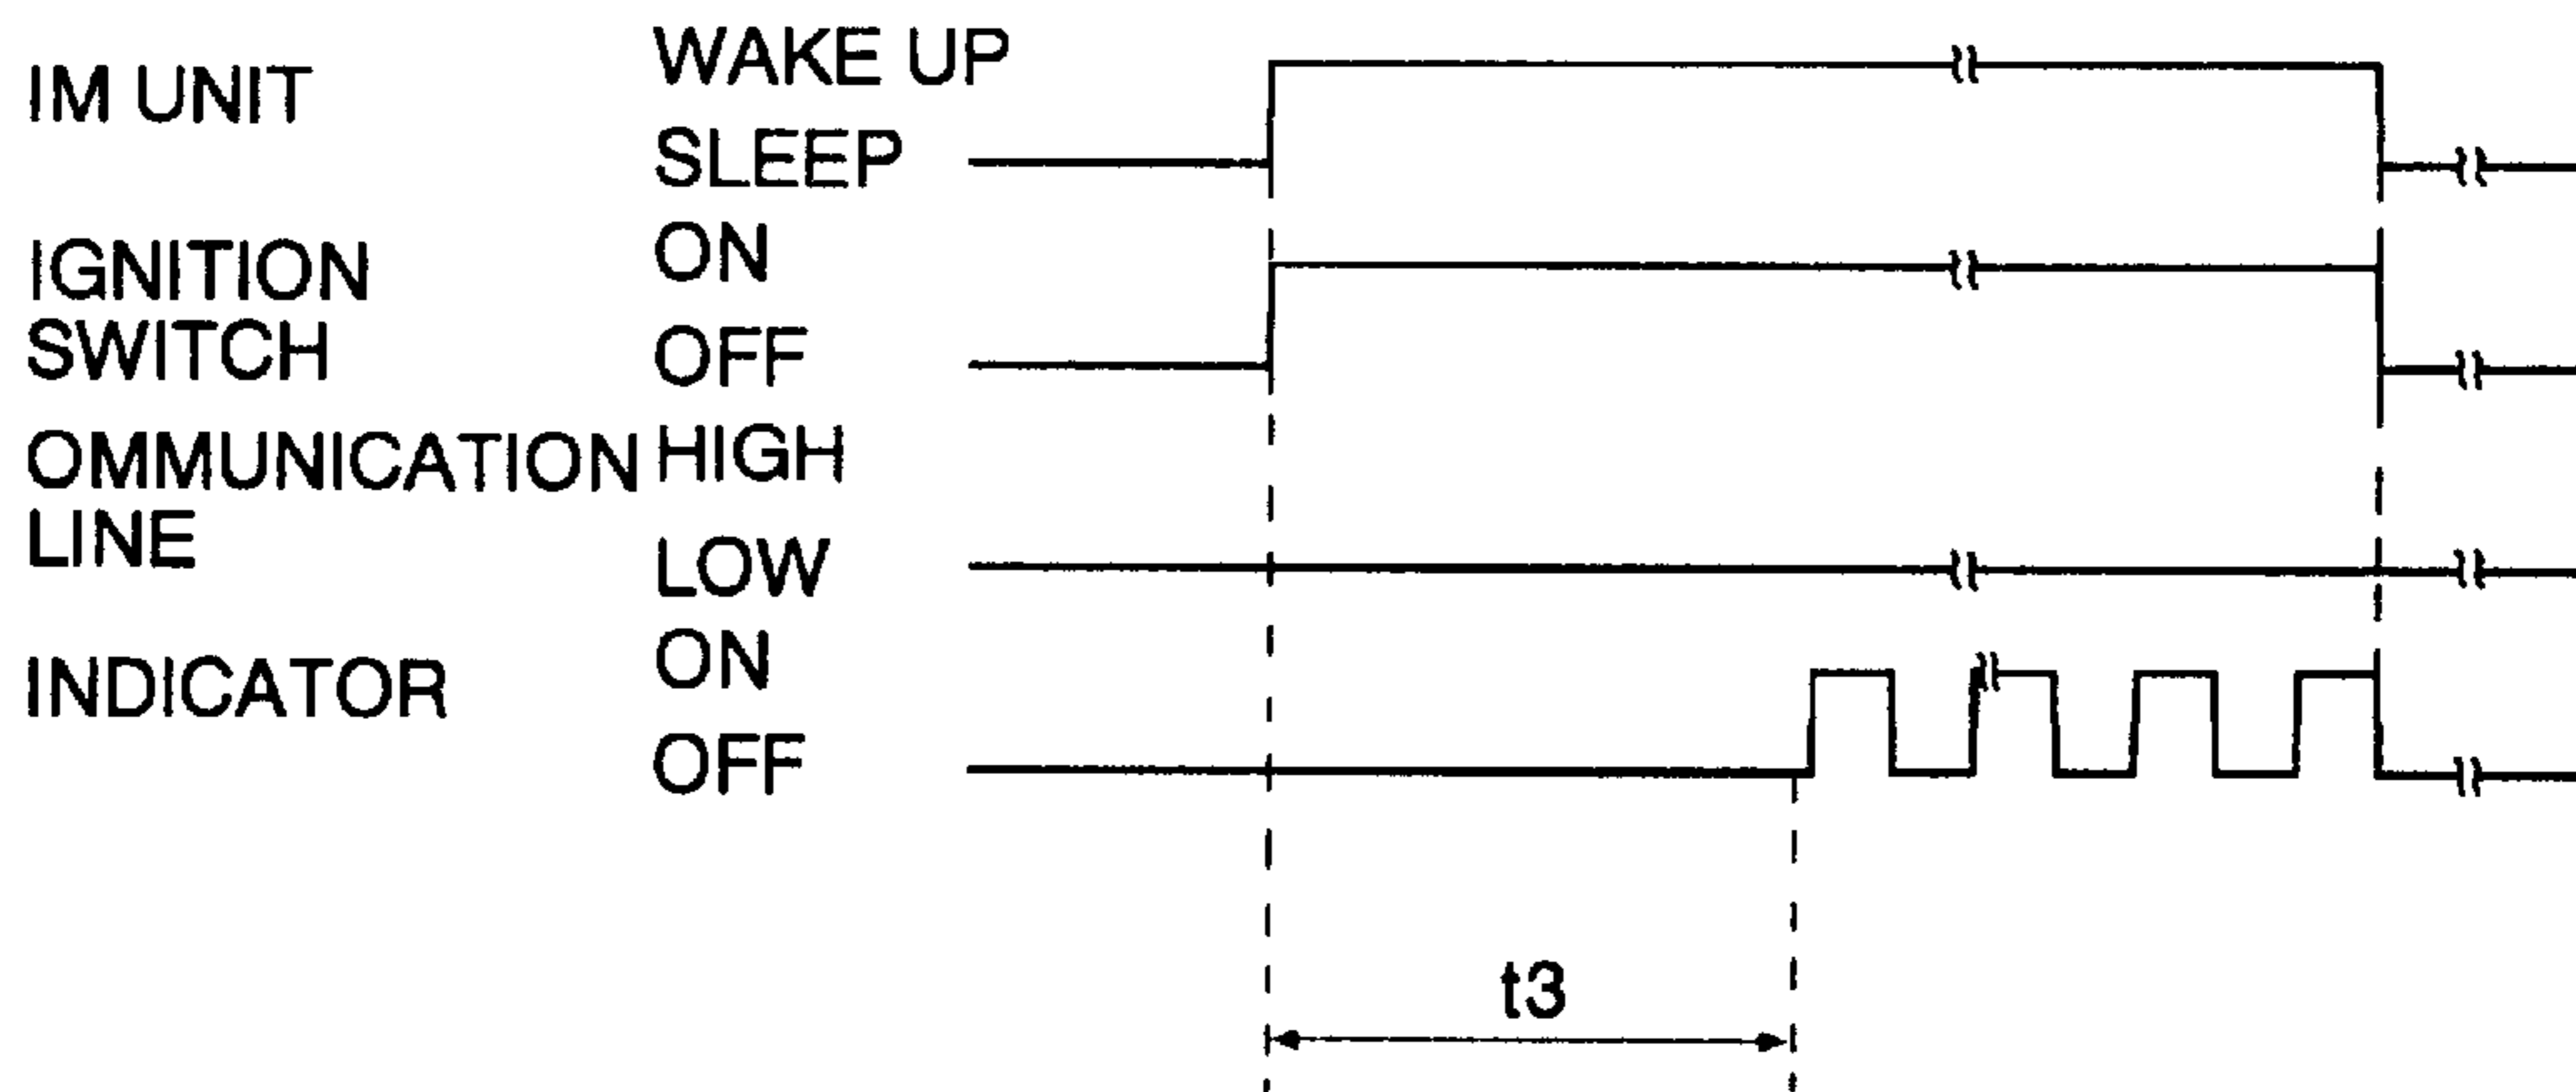 IM UNIT
WAKE UP
SLEEP
IGNITION
SWITCH
ON
OFF
OMMUNICATION
LINE
HIGH
LOW
INDICATOR
ON
OFF
t3